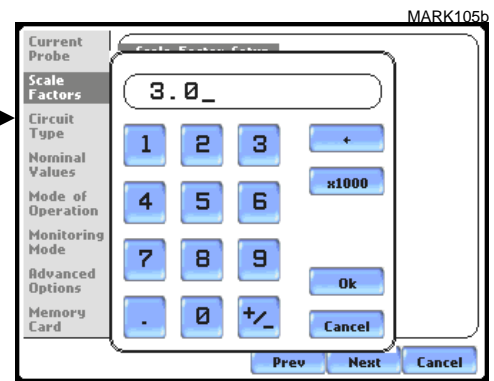 MARK105b
Current
Probe
Scale
Factors
Circuit
Type
Nominal
Values
Mode of
Operation
Monitoring
Mode
Advanced
Options
Memory
Card
3.0_
1 2 3 ←
4 5 6 x1000
7 8 9
Ok
. 0 +/_ Cancel
Prev Next Cancel